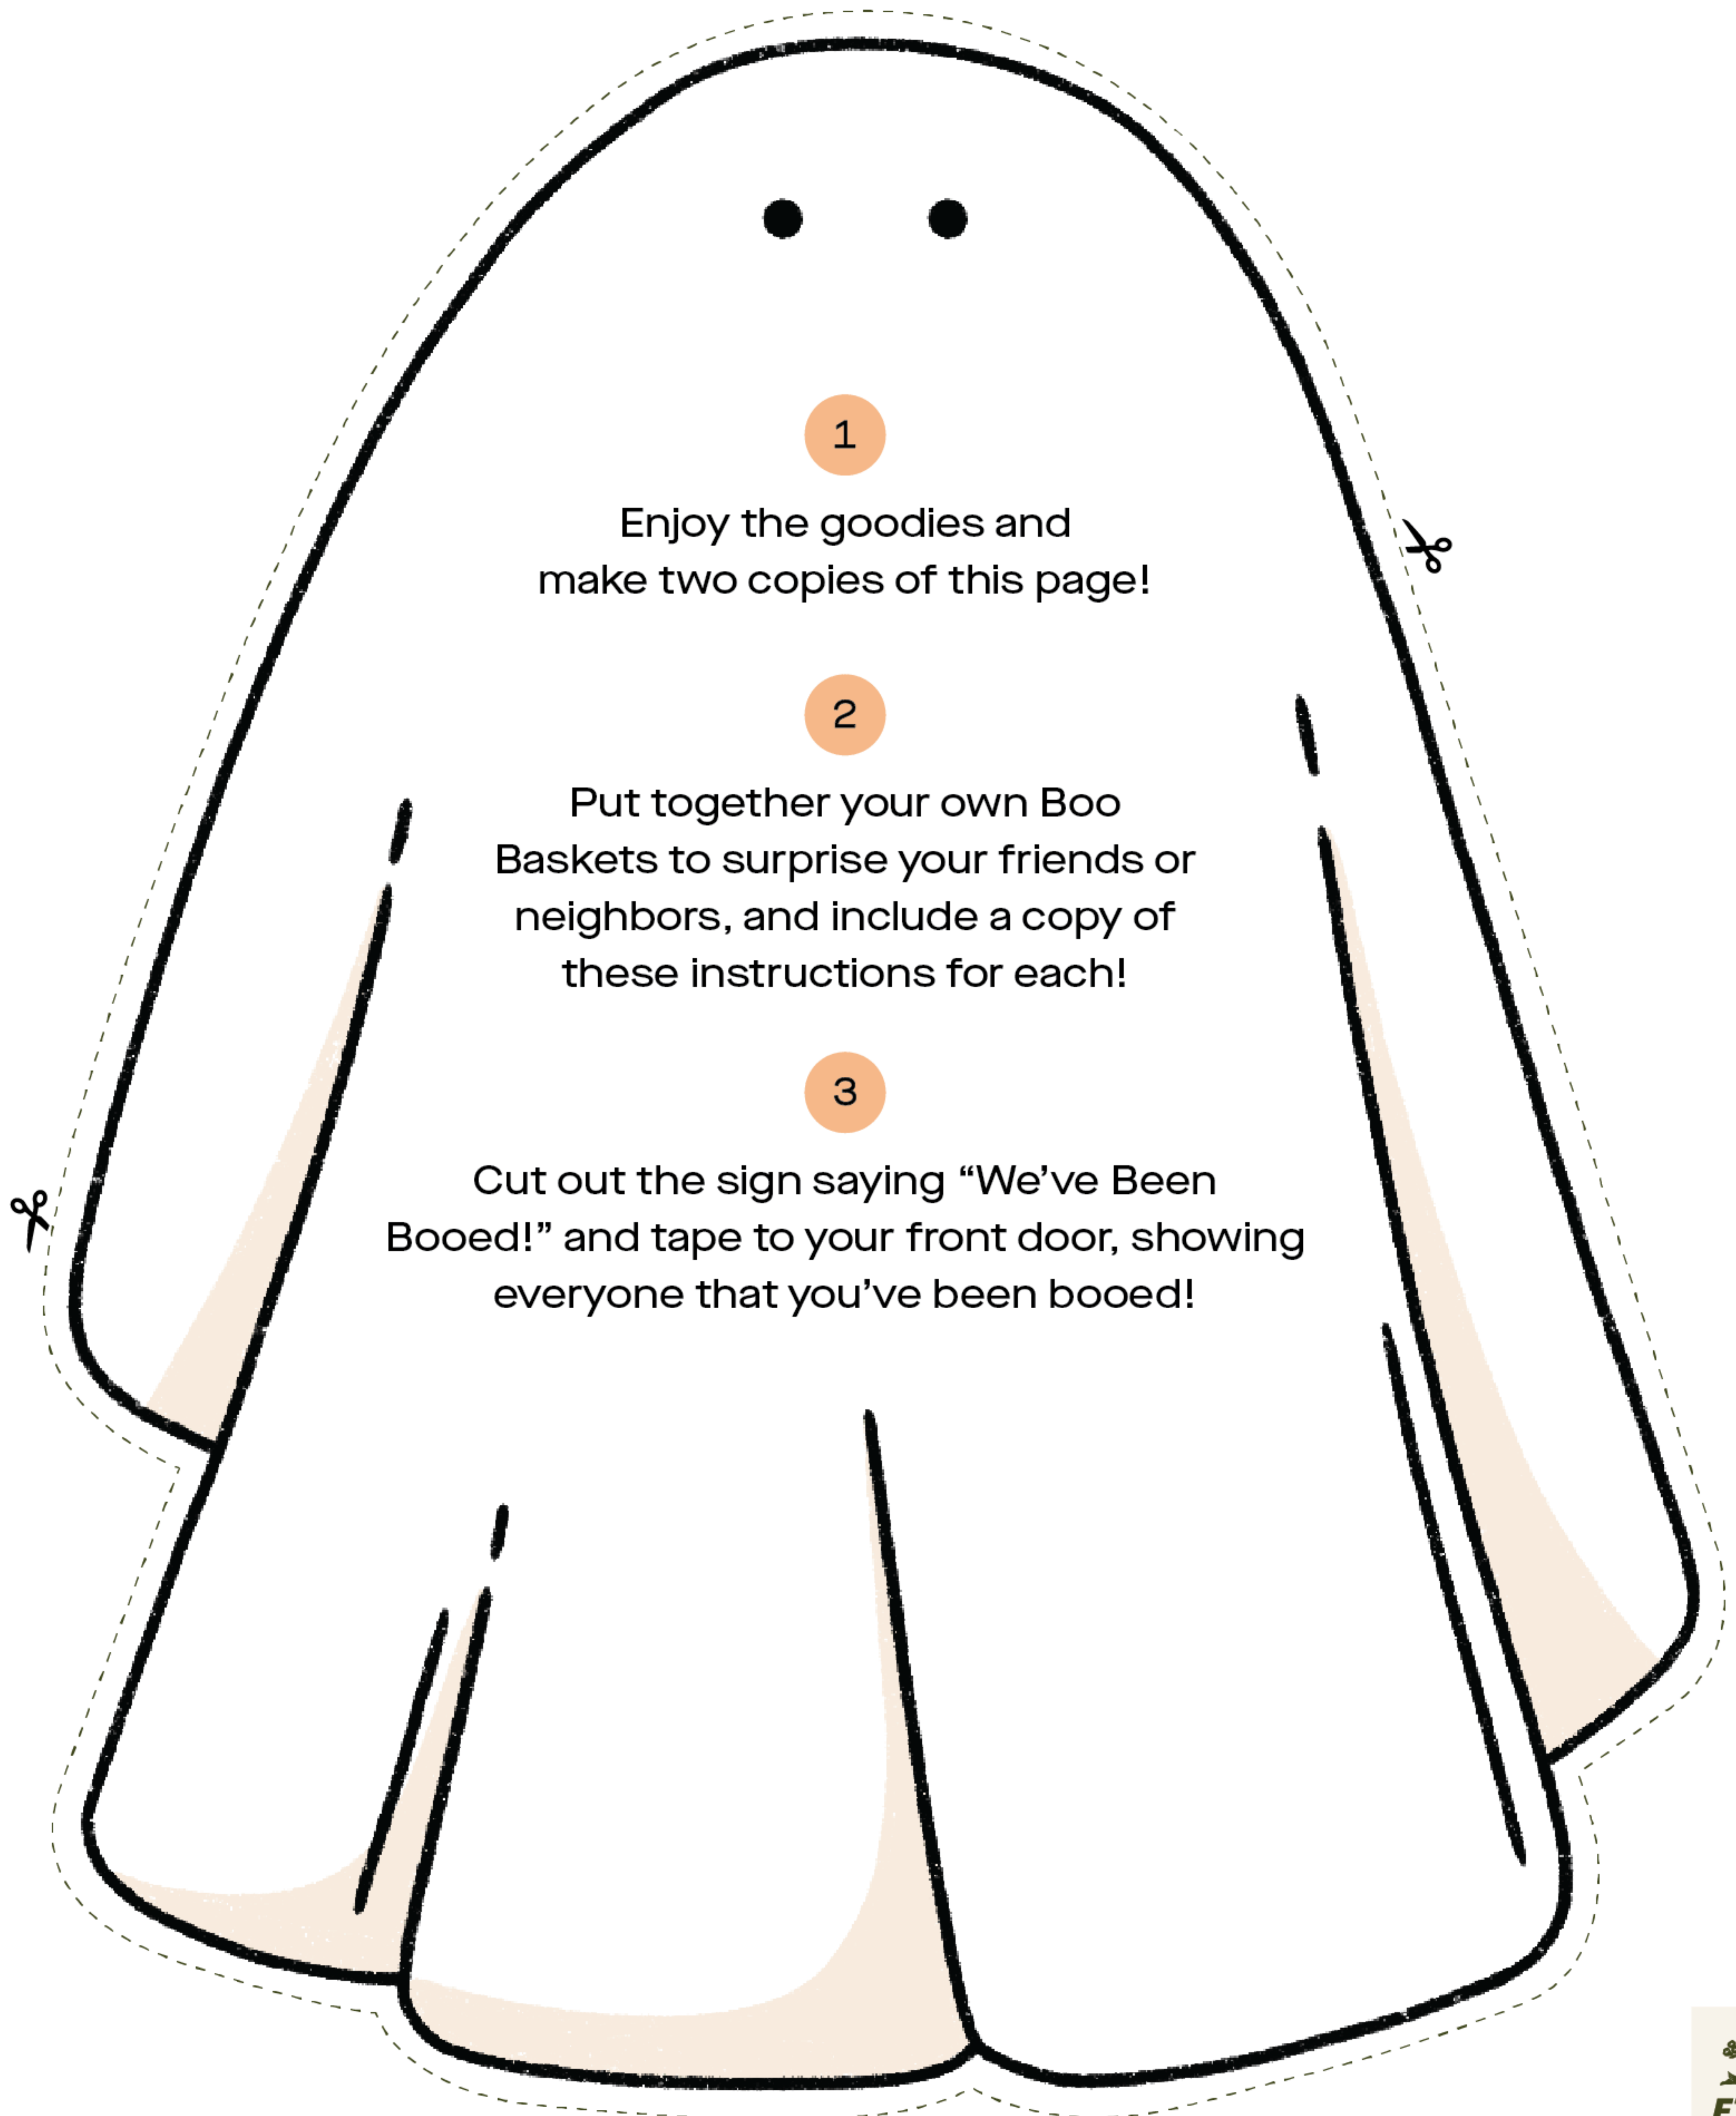 1
Enjoy the goodies and
make two copies of this page!
2
Put together your own Boo
Baskets to surprise your friends or
neighbors, and include a copy of
these instructions for each!
3
Cut out the sign saying “We’ve Been
Booed!” and tape to your front door, showing
everyone that you’ve been booed!